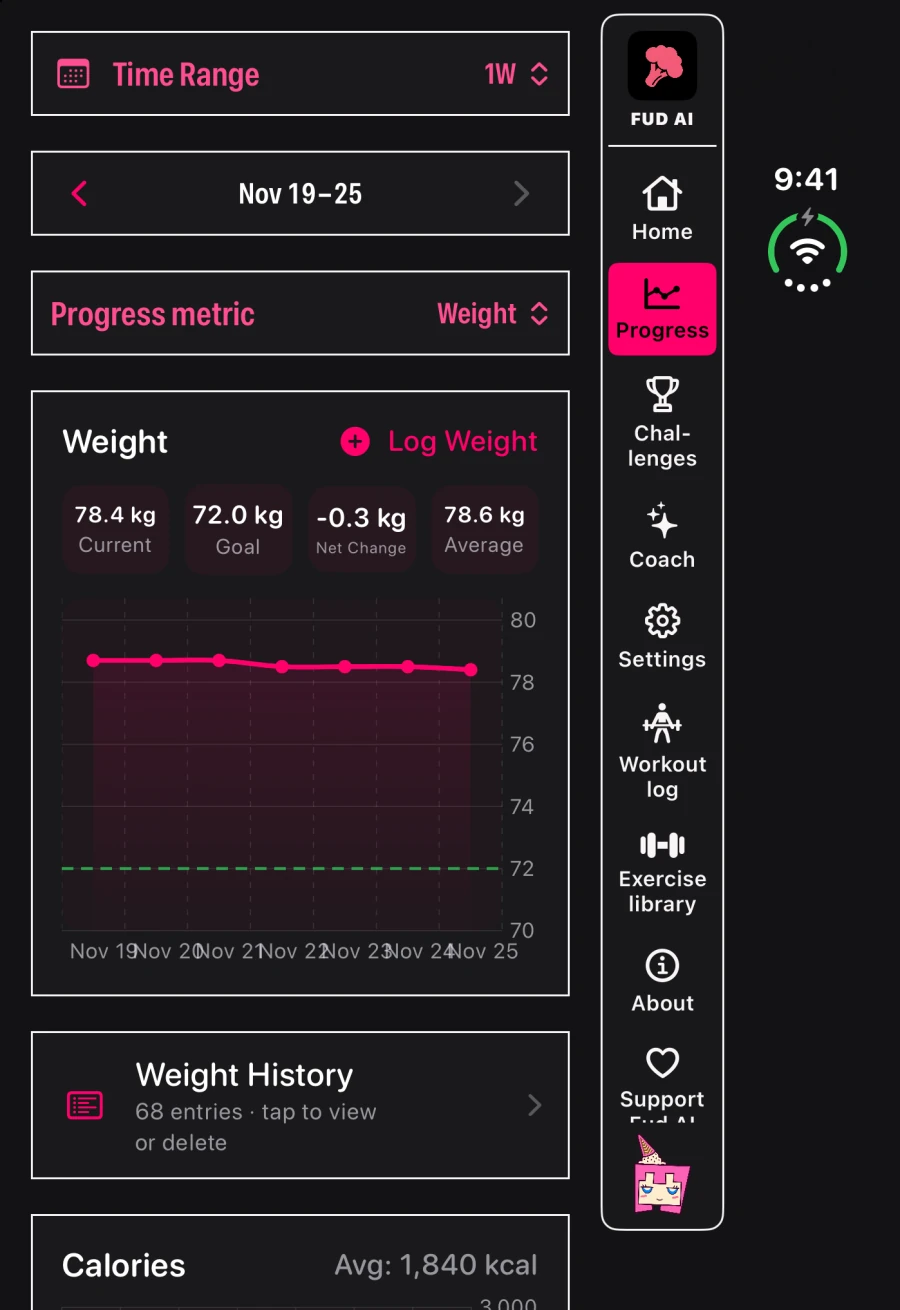 Time Range
1W
Nov 19–25
Progress metric
Weight
Weight
Log Weight
78.4 kg
Current
72.0 kg
Goal
-0.3 kg
Net Change
78.6 kg
Average
80
78
76
74
72
70
Nov 19
Nov 20
Nov 21
Nov 22
Nov 23
Nov 24
Nov 25
Weight History
68 entries · tap to view
or delete
Calories
Avg: 1,840 kcal
3,000
FUD AI
Home
Progress
Chal-
lenges
Coach
Settings
Workout
log
Exercise
library
About
Support
Fud AI
9:41